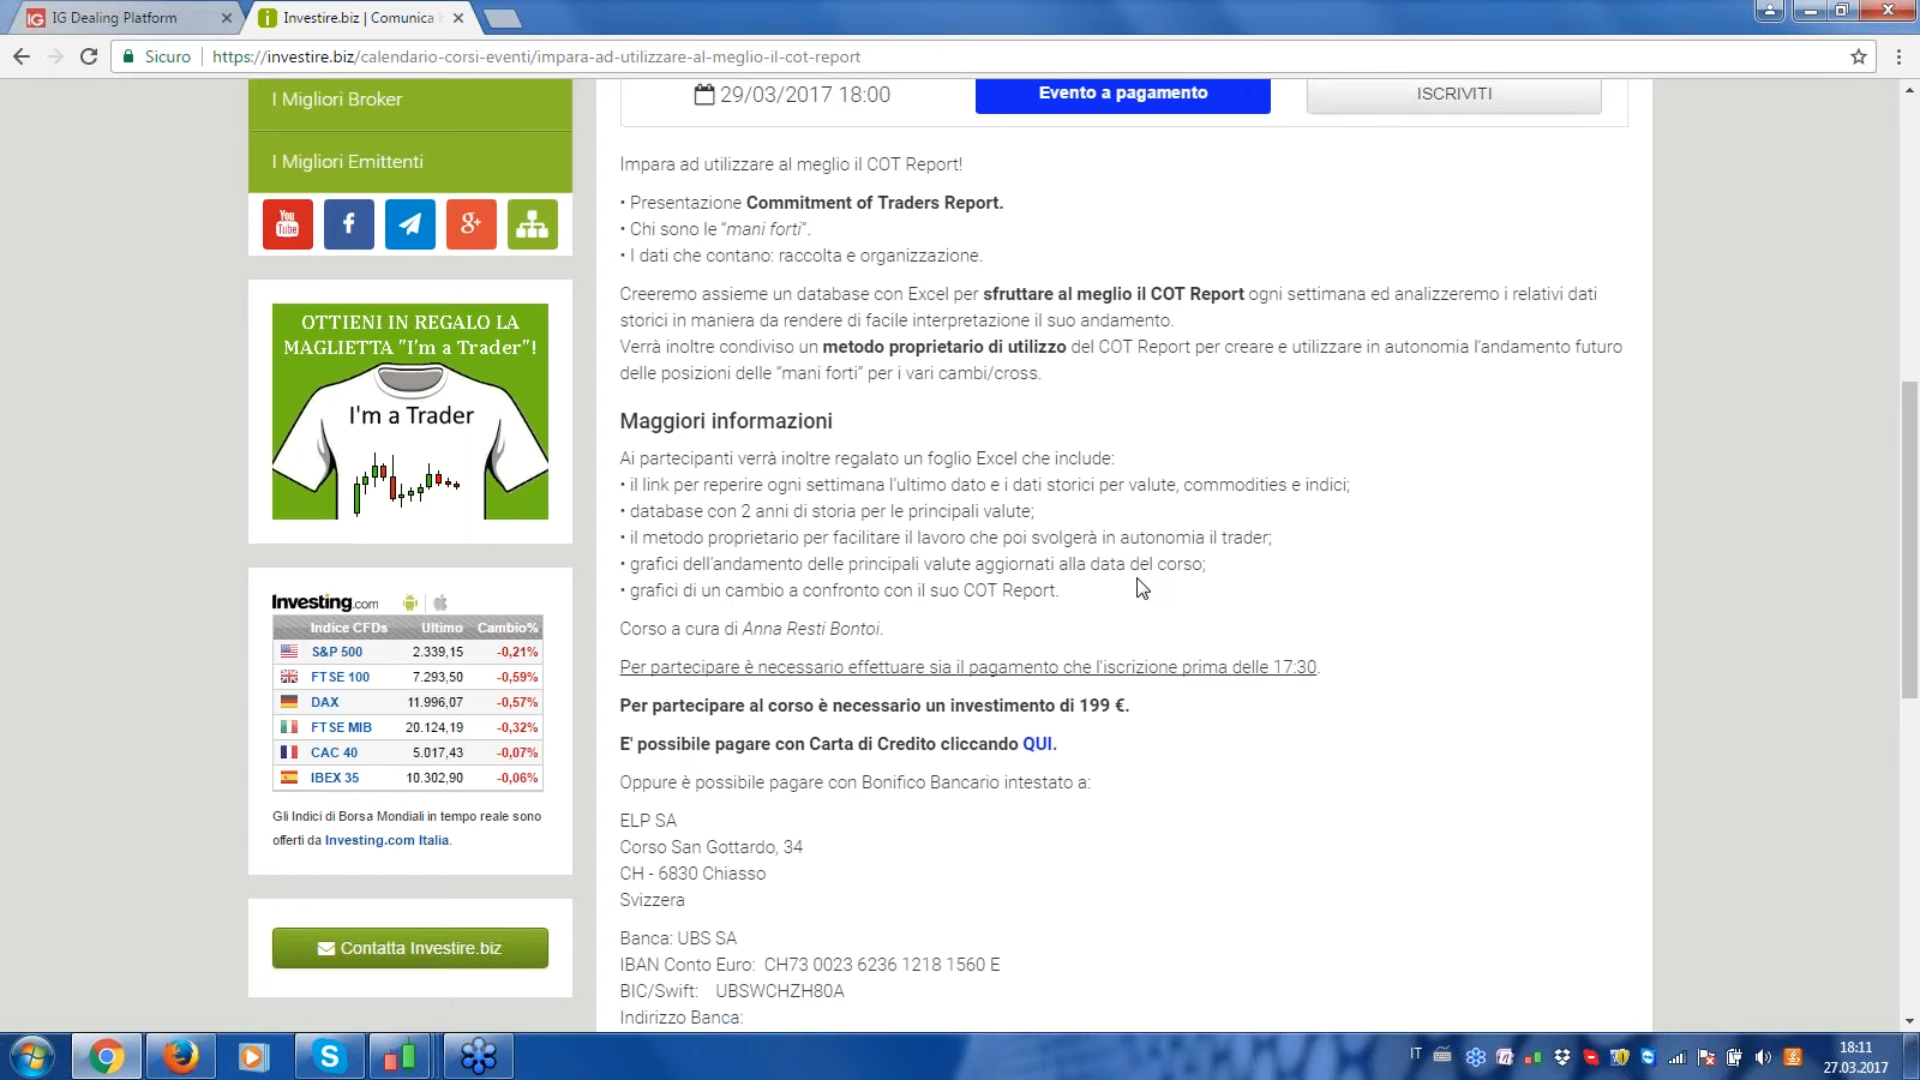 IG Dealing Platform
Investire.biz | Comunica
Sicuro
https://investire.biz/calendario-corsi-eventi/impara-ad-utilizzare-al-meglio-il-cot-report
I Migliori Broker
I Migliori Emittenti
You Tube
f
g+
OTTIENI IN REGALO LA
MAGLIETTA "I'm a Trader"!
I'm a Trader
Investing.com
Indice CFDs Ultimo Cambio%
S&P 500 2.339,15 -0,21%
FTSE 100 7.293,50 -0,59%
DAX 11.996,07 -0,57%
FTSE MIB 20.124,19 -0,32%
CAC 40 5.017,43 -0,07%
IBEX 35 10.302,90 -0,06%
Gli Indici di Borsa Mondiali in tempo reale sono
offerti da Investing.com Italia.
Contatta Investire.biz
29/03/2017 18:00
Evento a pagamento
ISCRIVITI
Impara ad utilizzare al meglio il COT Report!
• Presentazione Commitment of Traders Report.
• Chi sono le “mani forti”.
• I dati che contano: raccolta e organizzazione.
Creeremo assieme un database con Excel per sfruttare al meglio il COT Report ogni settimana ed analizzeremo i relativi dati
storici in maniera da rendere di facile interpretazione il suo andamento.
Verrà inoltre condiviso un metodo proprietario di utilizzo del COT Report per creare e utilizzare in autonomia l’andamento futuro
delle posizioni delle “mani forti” per i vari cambi/cross.
Maggiori informazioni
Ai partecipanti verrà inoltre regalato un foglio Excel che include:
• il link per reperire ogni settimana l’ultimo dato e i dati storici per valute, commodities e indici;
• database con 2 anni di storia per le principali valute;
• il metodo proprietario per facilitare il lavoro che poi svolgerà in autonomia il trader;
• grafici dell’andamento delle principali valute aggiornati alla data del corso;
• grafici di un cambio a confronto con il suo COT Report.
Corso a cura di Anna Resti Bontoi.
Per partecipare è necessario effettuare sia il pagamento che l'iscrizione prima delle 17:30.
Per partecipare al corso è necessario un investimento di 199 €.
E' possibile pagare con Carta di Credito cliccando QUI.
Oppure è possibile pagare con Bonifico Bancario intestato a:
ELP SA
Corso San Gottardo, 34
CH - 6830 Chiasso
Svizzera
Banca: UBS SA
IBAN Conto Euro: CH73 0023 6236 1218 1560 E
BIC/Swift: UBSWCHZH80A
Indirizzo Banca:
IT
18:11
27.03.2017